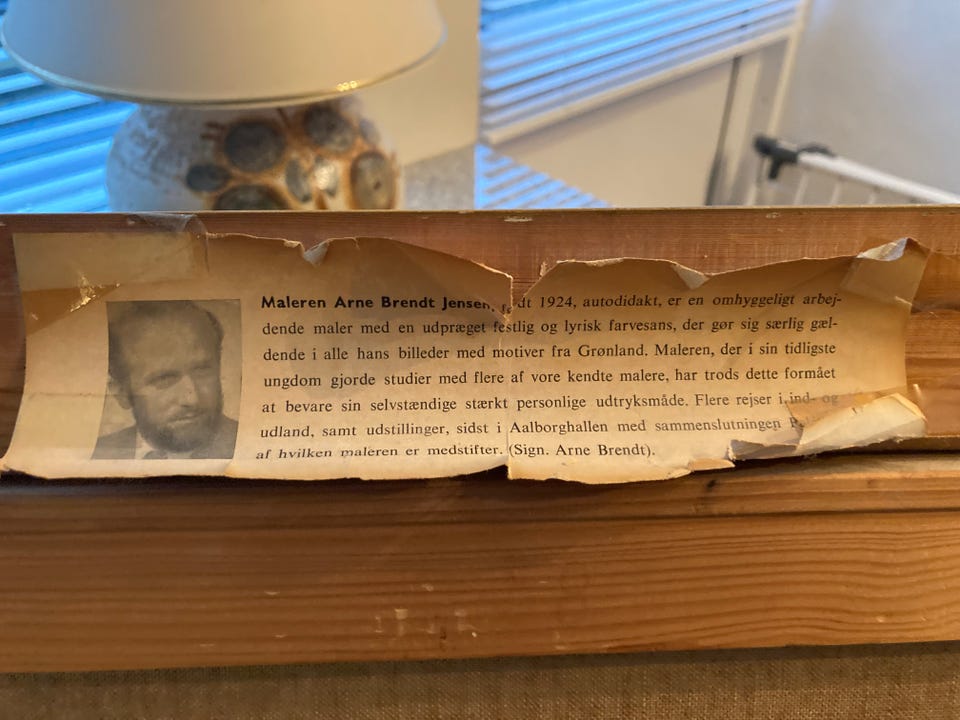 Maleren Arne Brendt Jensen, født 1924, autodidakt, er en omhyggeligt arbej-
dende maler med en udpræget festlig og lyrisk farvesans, der gør sig særlig gæl-
dende i alle hans billeder med motiver fra Grønland. Maleren, der i sin tidligste
ungdom gjorde studier med flere af vore kendte malere, har trods dette formået
at bevare sin selvstændige stærkt personlige udtryksmåde. Flere rejser i ind- og
udland, samt udstillinger, sidst i Aalborghallen med sammenslutningen
af hvilken maleren er medstifter. (Sign. Arne Brendt).